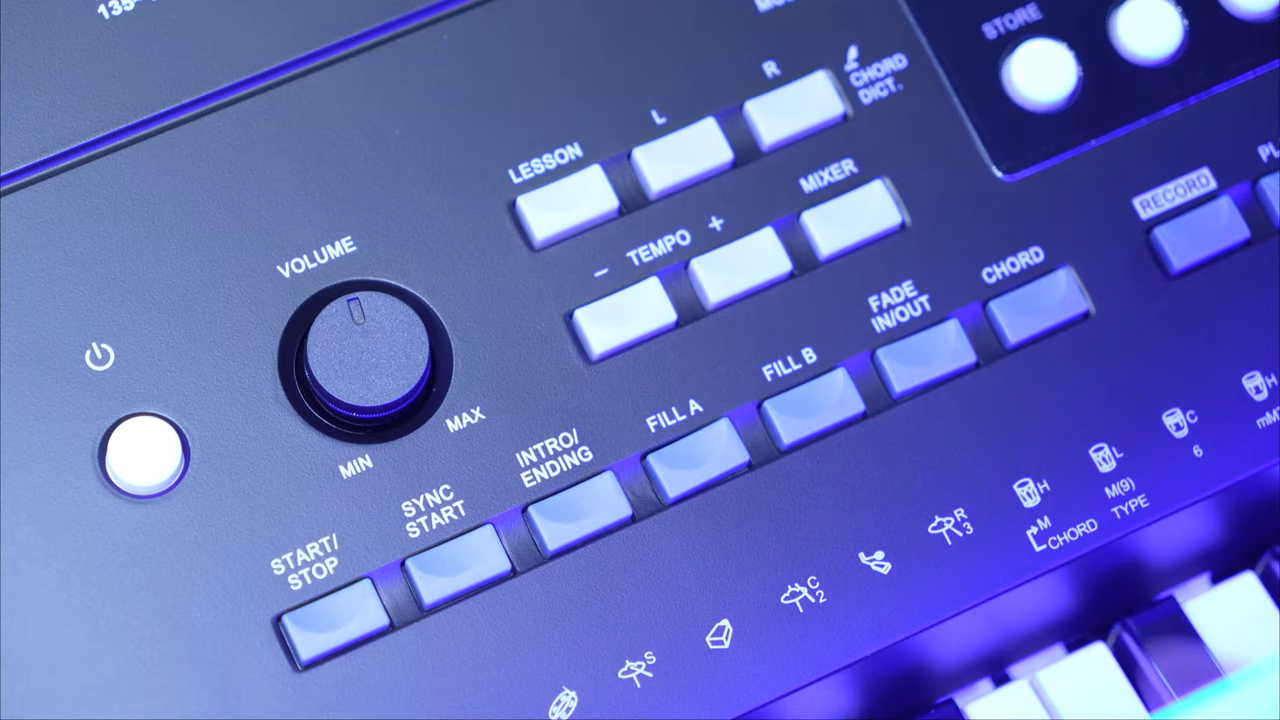 135-
STORE
R
CHORD
DICT.
L
LESSON
MIXER
− TEMPO +
RECORD
VOLUME
CHORD
FADE
IN/OUT
FILL B
MAX
FILL A
MIN
INTRO/
ENDING
SYNC
START
START/
STOP
H
C
6
L
M(9)
TYPE
H
M
CHORD
R
3
C
2
S